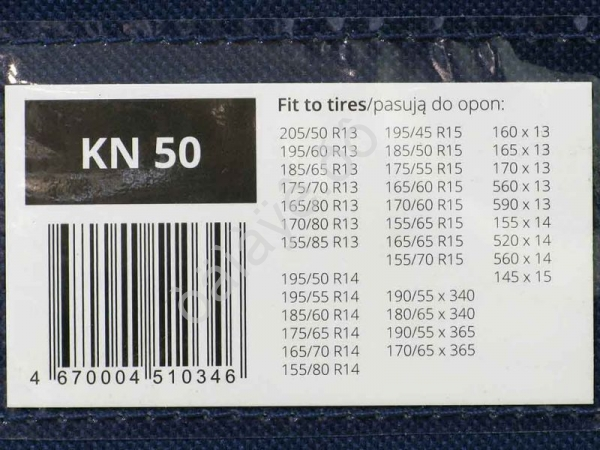 KN 50
4 670004 510346
Fit to tires/pasują do opon:
205/50 R13 195/45 R15 160 x 13
195/60 R13 185/50 R15 165 x 13
185/65 R13 175/55 R15 170 x 13
175/70 R13 165/60 R15 560 x 13
165/80 R13 170/60 R15 590 x 13
170/80 R13 155/65 R15 155 x 14
155/85 R13 165/65 R15 520 x 14
155/70 R15 560 x 14
195/50 R14 145 x 15
195/55 R14 190/55 x 340
185/60 R14 180/65 x 340
175/65 R14 190/55 x 365
165/70 R14 170/65 x 365
155/80 R14